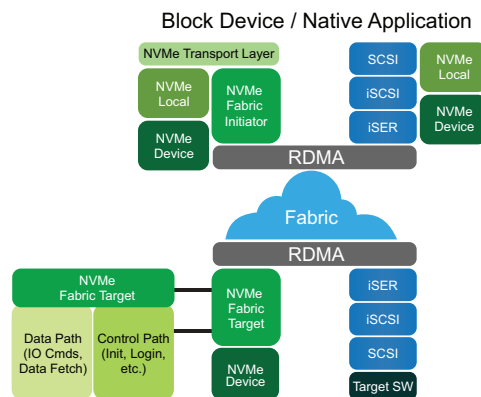 Block Device / Native Application
NVMe Transport Layer
NVMe
Local
NVMe
Device
NVMe
Fabric
Initiator
SCSI
iSCSI
iSER
NVMe
Local
NVMe
Device
RDMA
Fabric
RDMA
NVMe
Fabric Target
Data Path
(IO Cmds,
Data Fetch)
Control Path
(Init, Login,
etc.)
NVMe
Fabric
Target
NVMe
Device
iSER
iSCSI
SCSI
Target SW